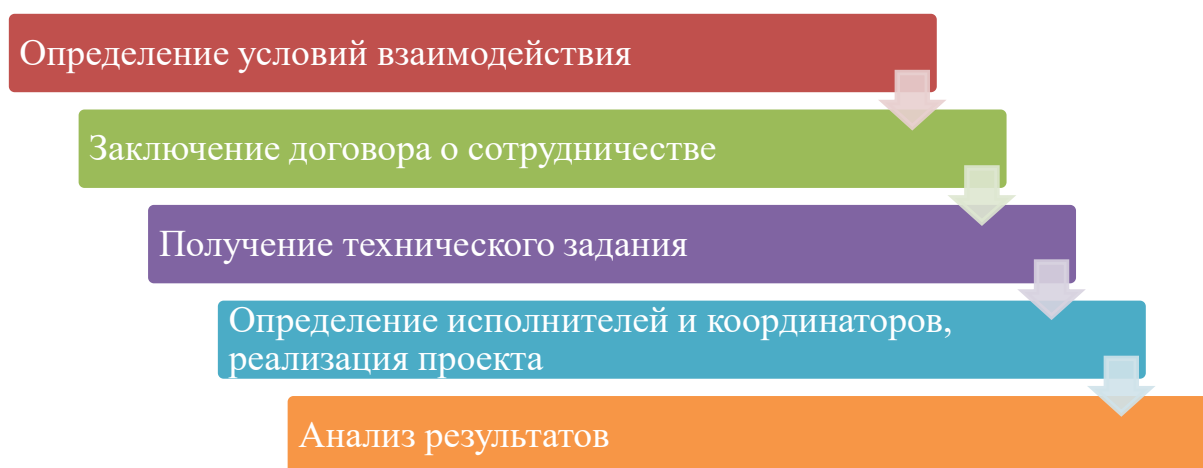 Определение условий взаимодействия
Заключение договора о сотрудничестве
Получение технического задания
Определение исполнителей и координаторов,
реализация проекта
Анализ результатов